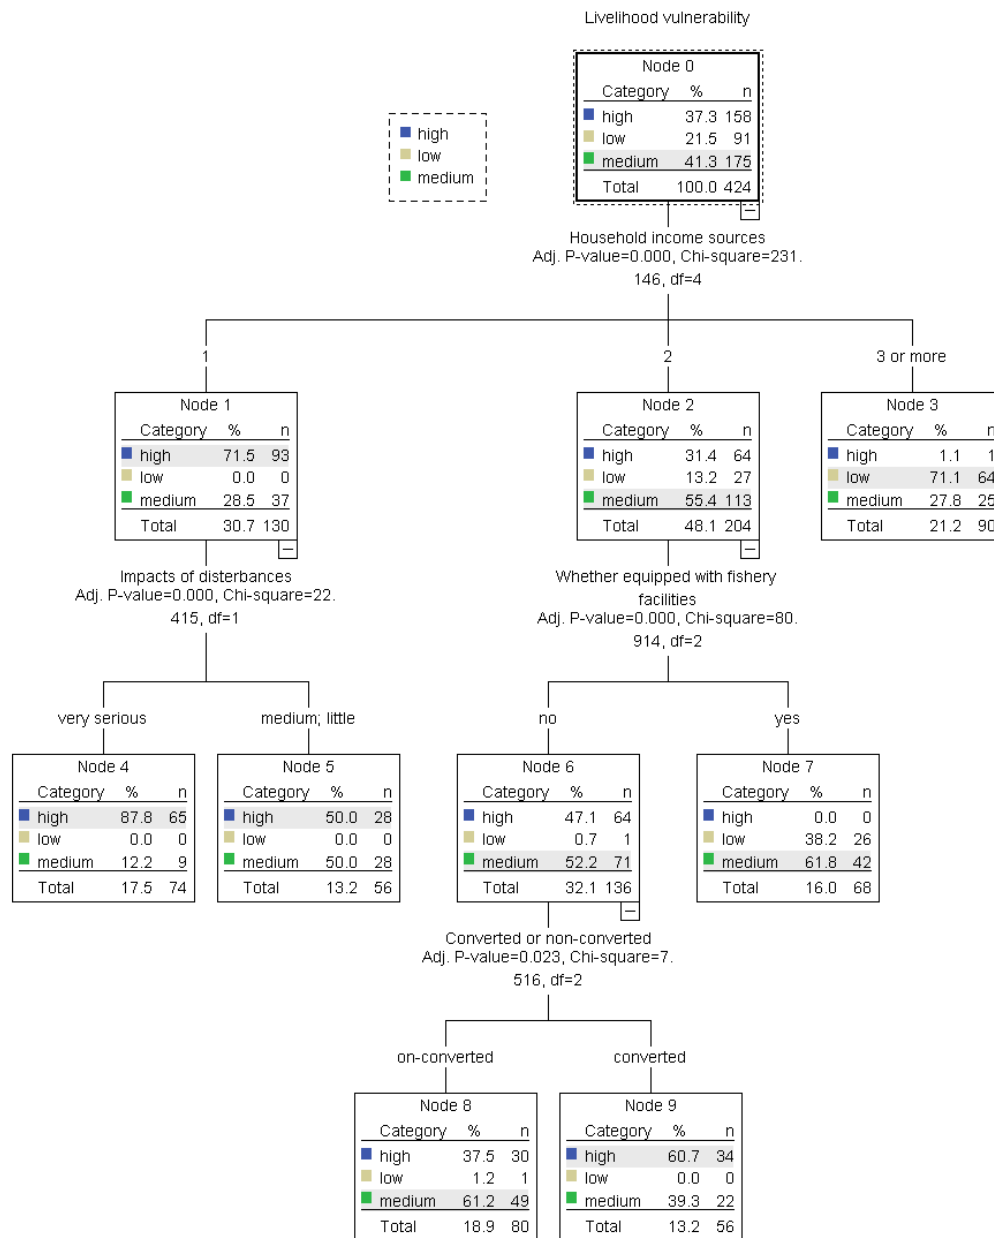 Livelihood vulnerability
Node 0
Category % n
high 37.3 158
low 21.5 91
medium 41.3 175
Total 100.0 424
high
low
medium
Household income sources
Adj. P-value=0.000, Chi-square=231.
146, df=4
1
2
3 or more
Node 1
Category % n
high 71.5 93
low 0.0 0
medium 28.5 37
Total 30.7 130
Node 2
Category % n
high 31.4 64
low 13.2 27
medium 55.4 113
Total 48.1 204
Node 3
Category % n
high 1.1 1
low 71.1 64
medium 27.8 25
Total 21.2 90
Impacts of disterbances
Adj. P-value=0.000, Chi-square=22.
415, df=1
Whether equipped with fishery
facilities
Adj. P-value=0.000, Chi-square=80.
914, df=2
very serious
medium; little
no
yes
Node 4
Category % n
high 87.8 65
low 0.0 0
medium 12.2 9
Total 17.5 74
Node 5
Category % n
high 50.0 28
low 0.0 0
medium 50.0 28
Total 13.2 56
Node 6
Category % n
high 47.1 64
low 0.7 1
medium 52.2 71
Total 32.1 136
Node 7
Category % n
high 0.0 0
low 38.2 26
medium 61.8 42
Total 16.0 68
Converted or non-converted
Adj. P-value=0.023, Chi-square=7.
516, df=2
on-converted
converted
Node 8
Category % n
high 37.5 30
low 1.2 1
medium 61.2 49
Total 18.9 80
Node 9
Category % n
high 60.7 34
low 0.0 0
medium 39.3 22
Total 13.2 56